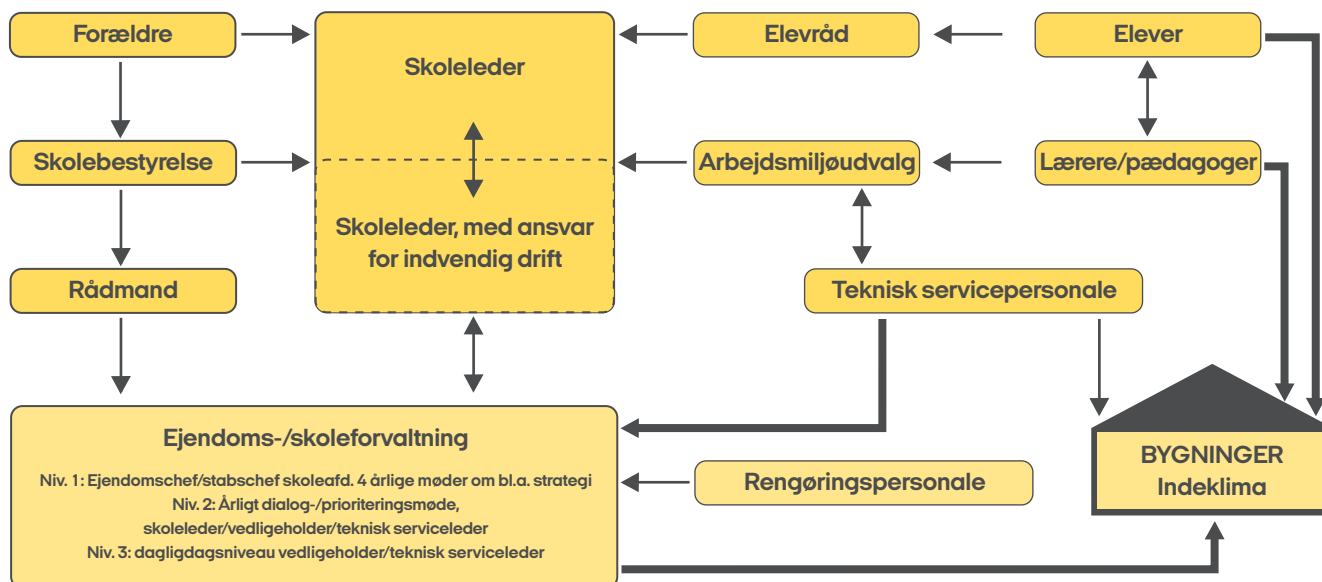 Forældre
Skoleleder
Elevråd
Elever
Skolebestyrelse
Arbejdsmiljøudvalg
Lærere/pædagoger
Skoleleder, med ansvar
for indvendig drift
Rådmand
Teknisk servicepersonale
Ejendoms-/skoleforvaltning
Niv. 1: Ejendomschef/stabschef skoleafd. 4 årlige møder om bl.a. strategi
Niv. 2: Årligt dialog-/prioriteringsmøde,
skoleleder/vedligeholder/teknisk serviceleder
Niv. 3: dagligdagsniveau vedligeholder/teknisk serviceleder
Rengøringspersonale
BYGNINGER
Indeklima